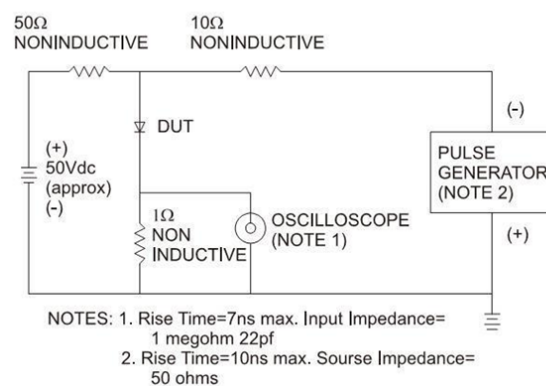 50Ω
NONINDUCTIVE
10Ω
NONINDUCTIVE
DUT
(+)
50Vdc
(approx)
(-)
1Ω
NON
INDUCTIVE
OSCILLOSCOPE
(NOTE 1)
(-)
PULSE
GENERATOR
(NOTE 2)
(+)
NOTES: 1. Rise Time=7ns max. Input Impedance=
1 megohm 22pf
2. Rise Time=10ns max. Sourse Impedance=
50 ohms